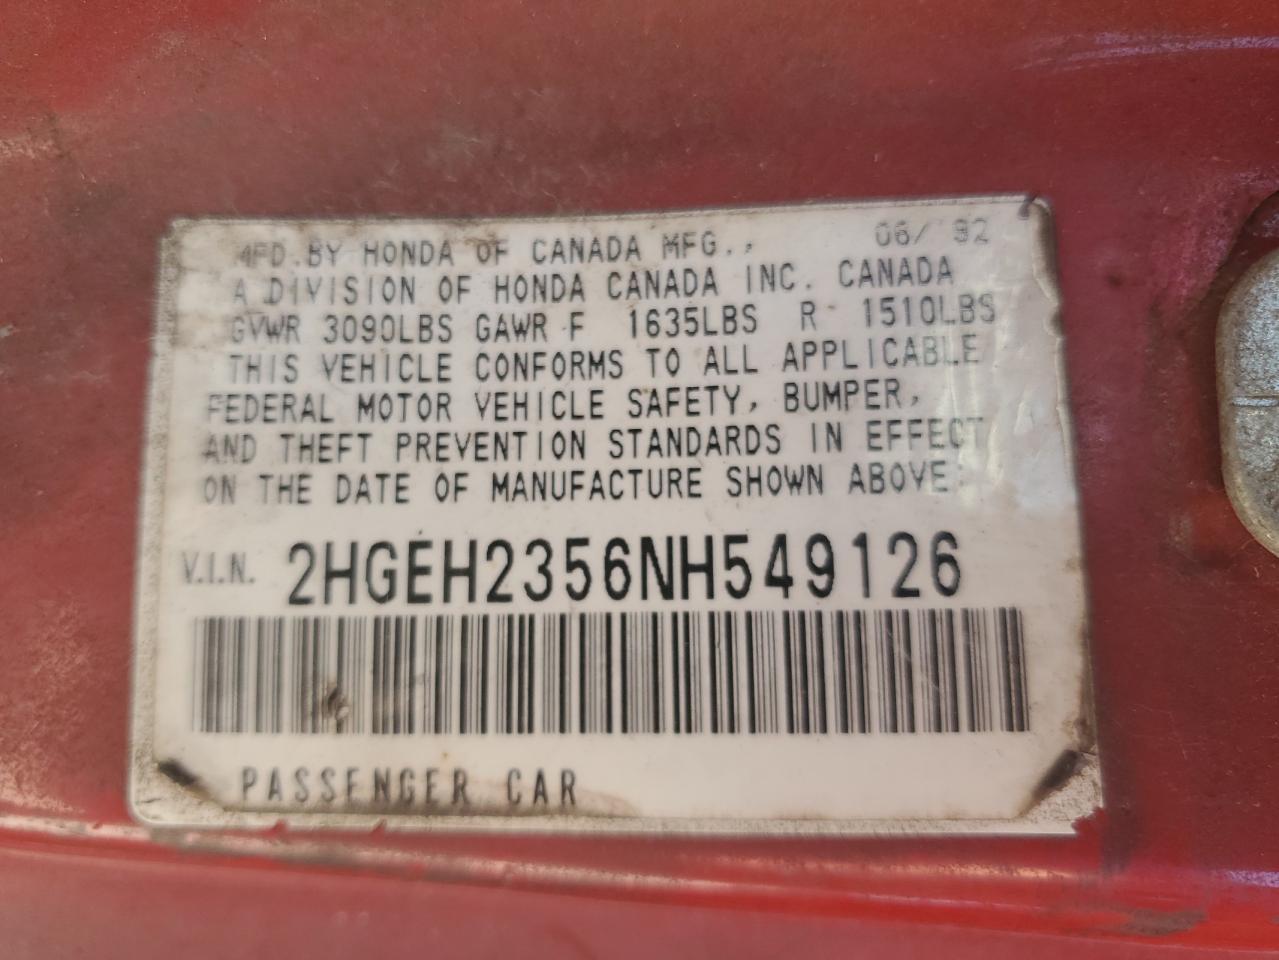 MFD. BY HONDA OF CANADA MFG., 06/ 92
A DIVISION OF HONDA CANADA INC. CANADA
GVWR 3090LBS GAWR F 1635LBS R 1510LBS
THIS VEHICLE CONFORMS TO ALL APPLICABLE
FEDERAL MOTOR VEHICLE SAFETY, BUMPER,
AND THEFT PREVENTION STANDARDS IN EFFECT
ON THE DATE OF MANUFACTURE SHOWN ABOVE.
V.I.N. 2HGEH2356NH549126
PASSENGER CAR